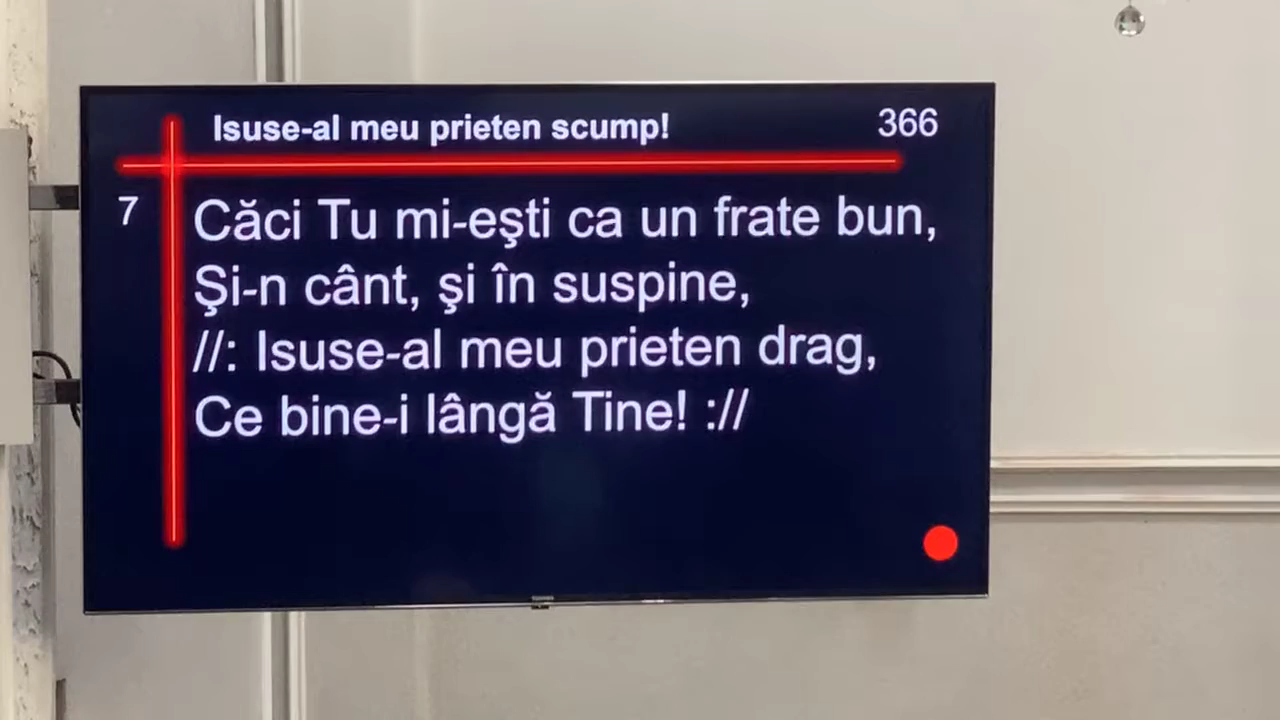 Isuse-al meu prieten scump!
366
7
Căci Tu mi-eşti ca un frate bun,
Şi-n cânt, şi în suspine,
//: Isuse-al meu prieten drag,
Ce bine-i lângă Tine! ://